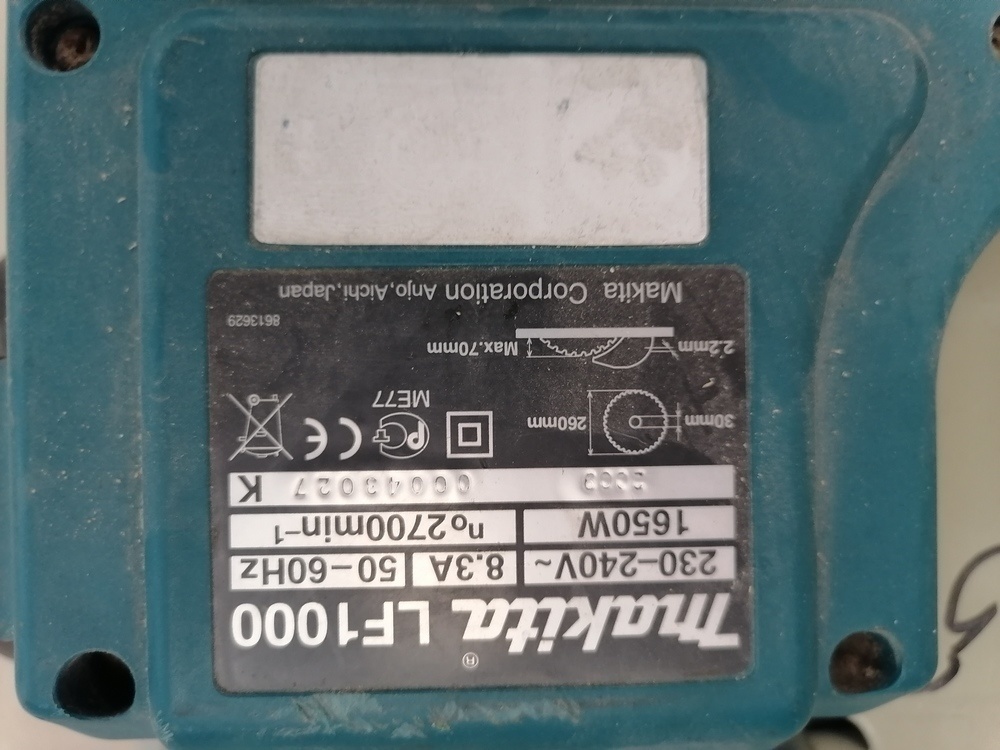 makita® LF1000
230–240V~ 8.3A 50–60Hz
1650W n₀2700min⁻¹
00043027 K
30mm 260mm
ME77
2.2mm Max.70mm
8613629
Makita Corporation Anjo,Aichi,Japan